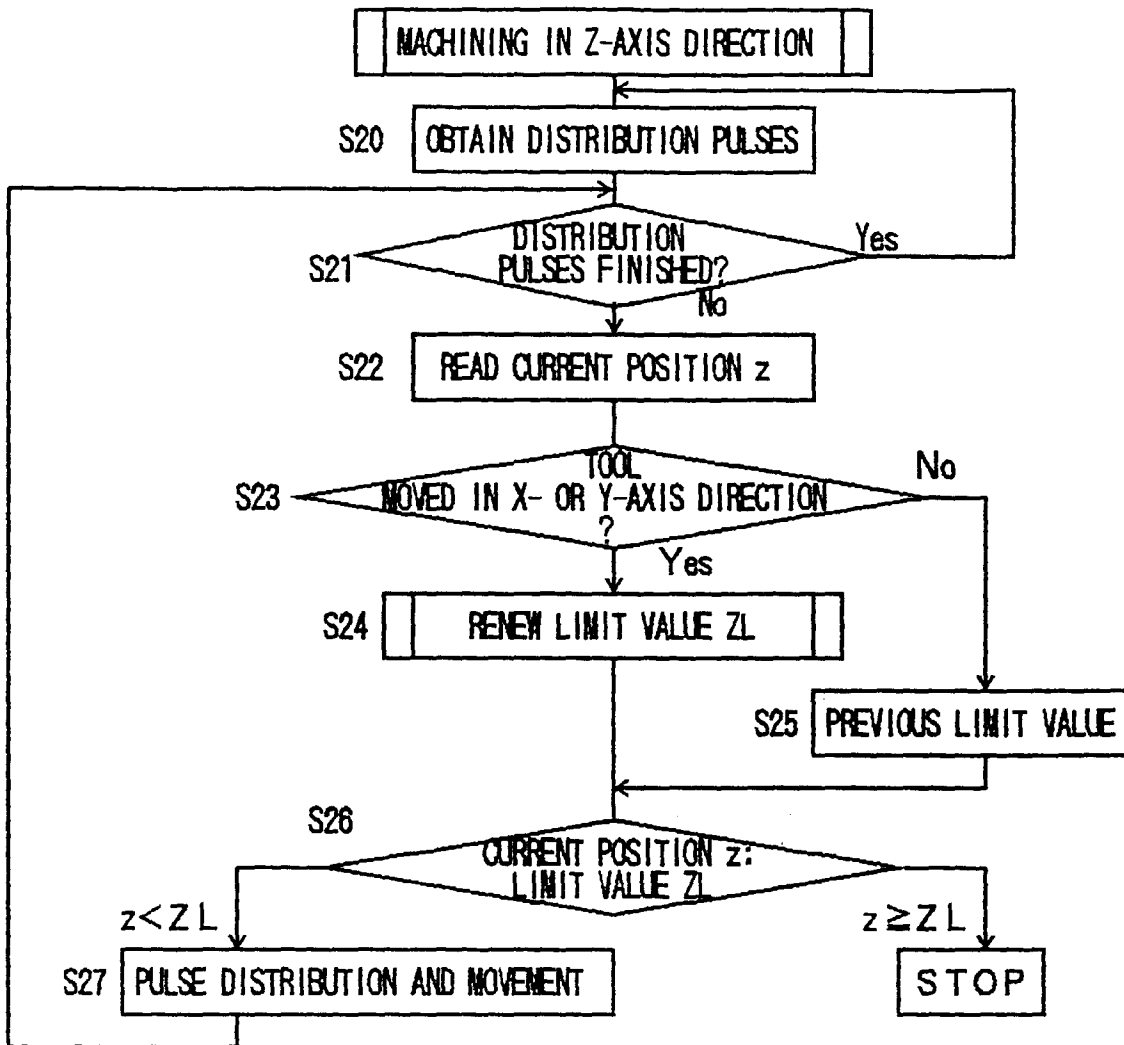 MACHINING IN Z-AXIS DIRECTION
S20
OBTAIN DISTRIBUTION PULSES
S21
DISTRIBUTION
PULSES FINISHED?
Yes
No
S22
READ CURRENT POSITION z
S23
TOOL
MOVED IN X- OR Y-AXIS DIRECTION
?
No
Yes
S24
RENEW LIMIT VALUE ZL
S25
PREVIOUS LIMIT VALUE
S26
CURRENT POSITION z:
LIMIT VALUE ZL
z<ZL
z≧ZL
S27
PULSE DISTRIBUTION AND MOVEMENT
STOP